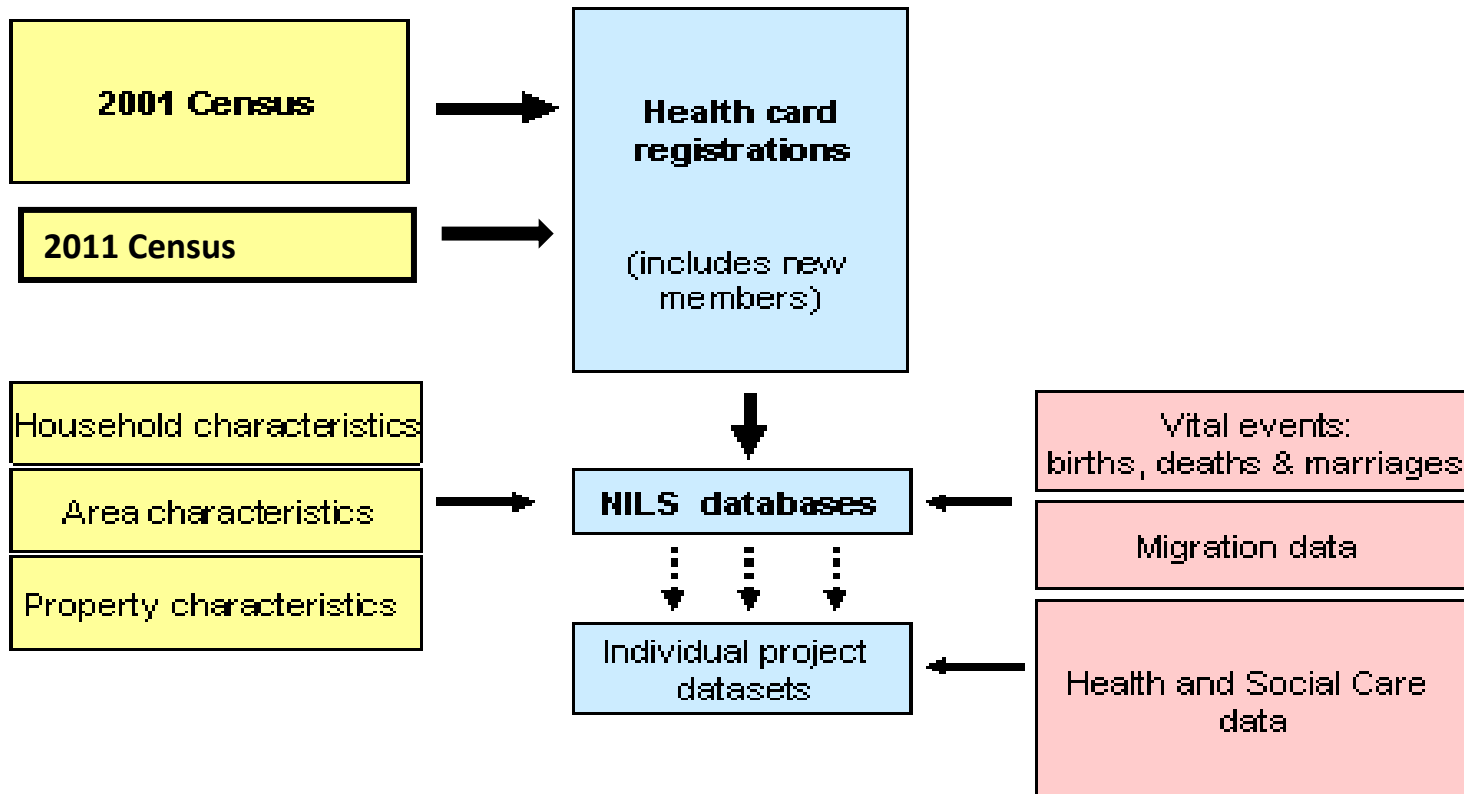 2001 Census
2011 Census
Health card
registrations
(includes new
members)
Household characteristics
Area characteristics
Property characteristics
NILS databases
Individual project
datasets
Vital events:
births, deaths & marriages
Migration data
Health and Social Care
data